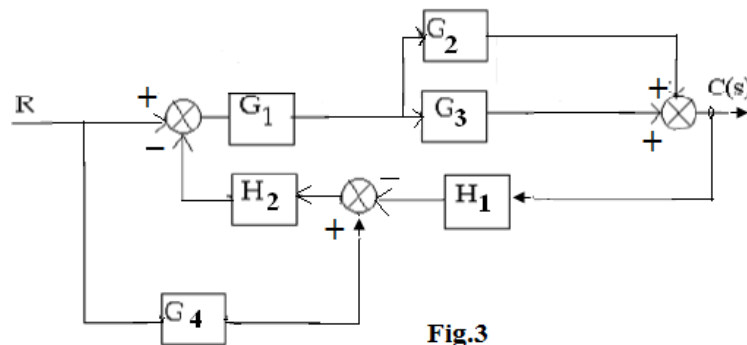 G2
R
+
G1
G3
+
+
C(s)
−
H2
−
+
H1
G4
Fig.3